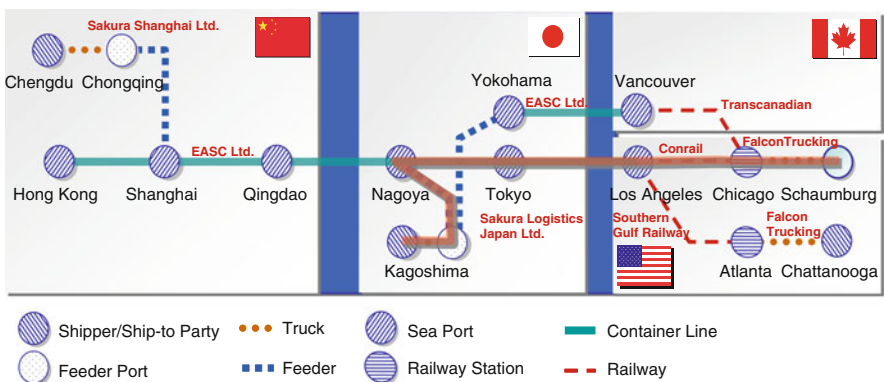 Sakura Shanghai Ltd.
Chengdu Chongqing
Yokohama
Vancouver
EASC Ltd.
Transcanadian
EASC Ltd.
Conrail
FalconTrucking
Hong Kong Shanghai Qingdao Nagoya Tokyo Los Angeles Chicago Schaumburg
Sakura Logistics
Japan Ltd.
Southern
Gulf Railway
Falcon
Trucking
Kagoshima
Atlanta Chattanooga
Shipper/Ship-to Party Truck Sea Port Container Line
Feeder Port Feeder Railway Station Railway